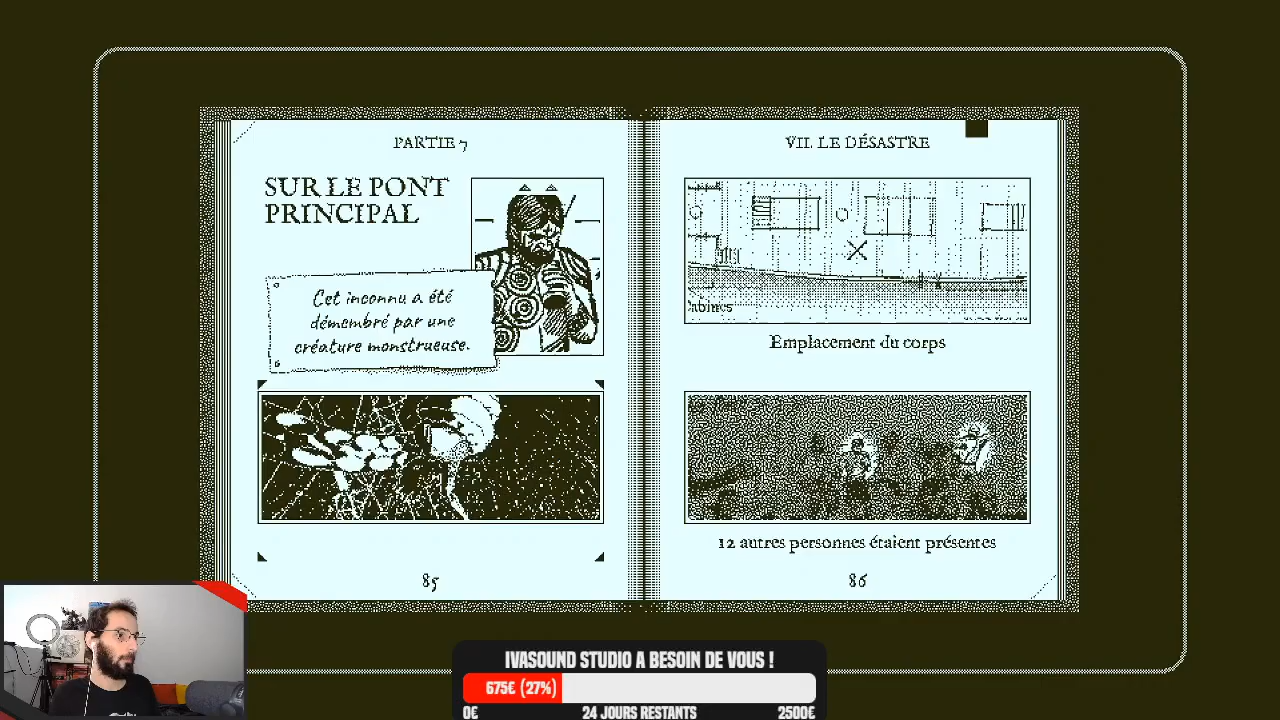 PARTIE 7
SUR LE PONT
PRINCIPAL
Cet inconnu a été
démembré par une
créature monstrueuse.
85
VII. LE DÉSASTRE
Emplacement du corps
12 autres personnes étaient présentes
86
IVASOUND STUDIO A BESOIN DE VOUS !
675€ (27%)
0€ 24 JOURS RESTANTS 2500€